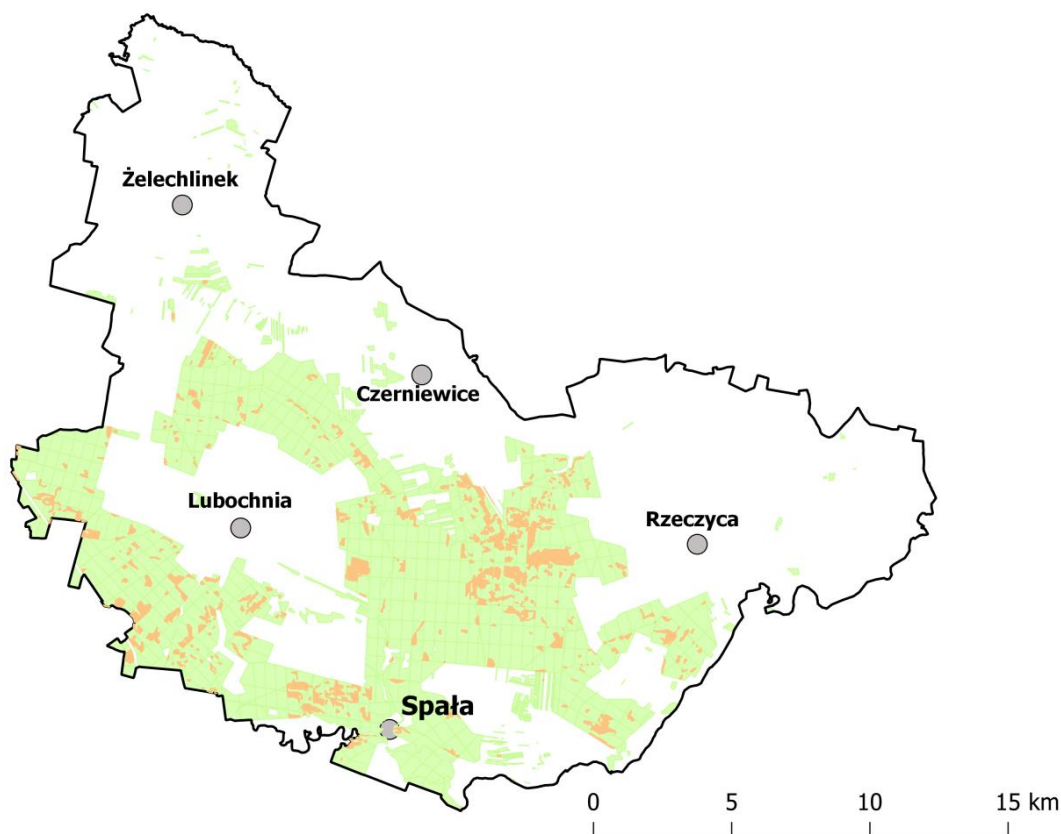 Żelechlinek
Czerniewice
Lubochnia
Rzeczyca
Spała
0 5 10 15 km